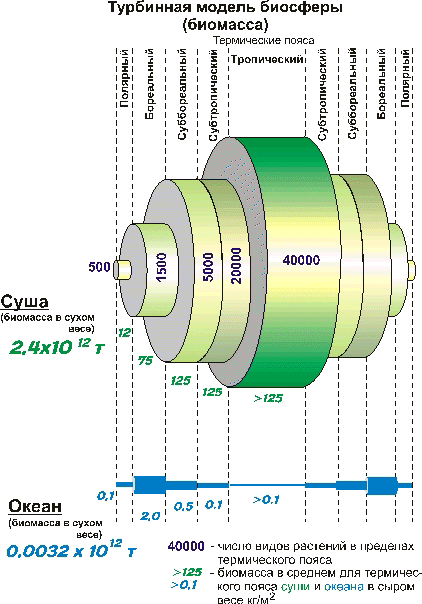 Турбинная модель биосферы
(биомасса)
Термические пояса
Полярный
Бореальный
Суббореальный
Субтропический
Тропический
Субтропический
Суббореальный
Бореальный
Полярный
500
1500
5000
20000
40000
Суша
(биомасса в сухом
весе)
2,4x10 12 т
12
75
125
125
>125
0,1
2,0
0.5
0.1
>0.1
Океан
(биомасса в сухом
весе)
0,0032 x 10 12 т
40000 - число видов растений в пределах
термического пояса
>125 - биомасса в среднем для термичес-
>0,1 кого пояса суши и океана в сыром
весе кг/м2